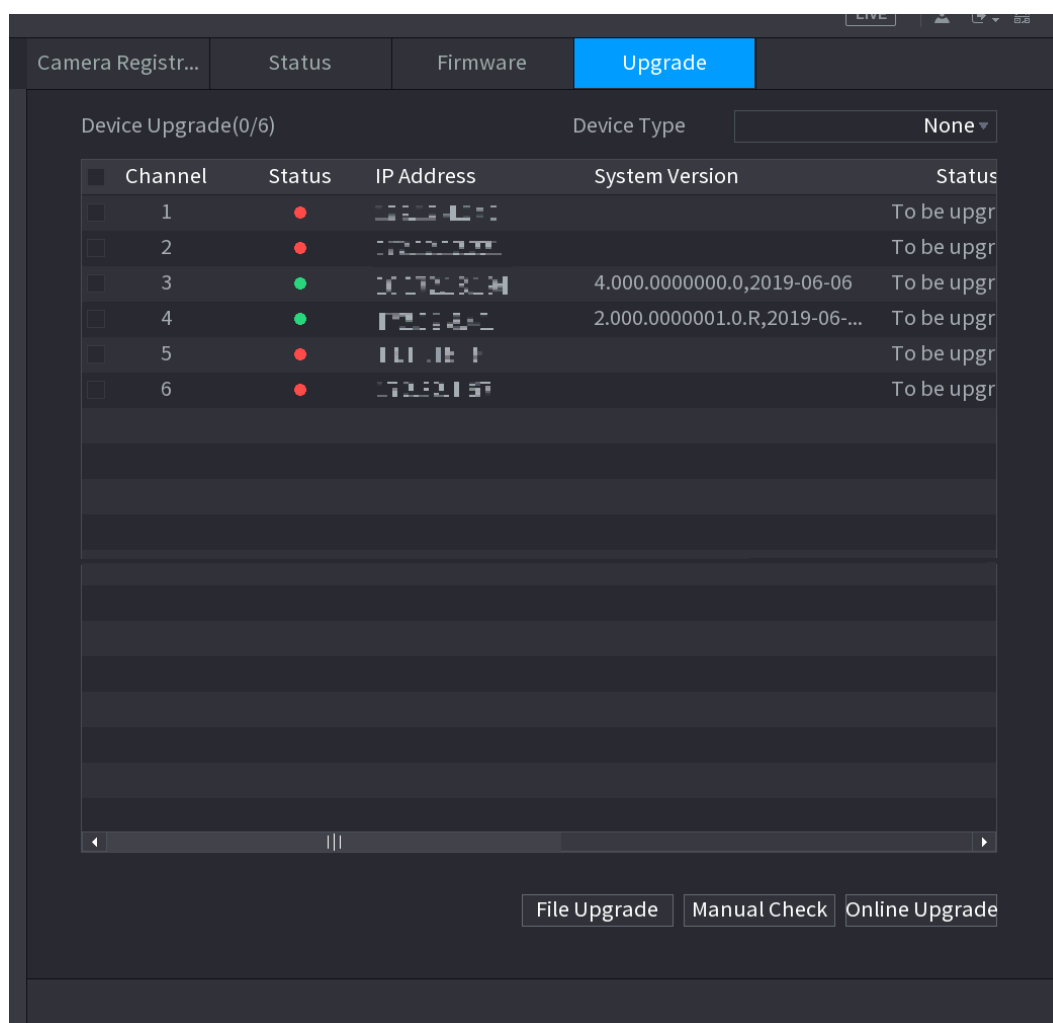 LIVE
Camera Registr... Status Firmware Upgrade
Device Upgrade(0/6) Device Type None
Channel Status IP Address System Version Status
1 To be upgr
2 To be upgr
3 4.000.0000000.0,2019-06-06 To be upgr
4 2.000.0000001.0.R,2019-06-... To be upgr
5 To be upgr
6 To be upgr
File Upgrade Manual Check Online Upgrade